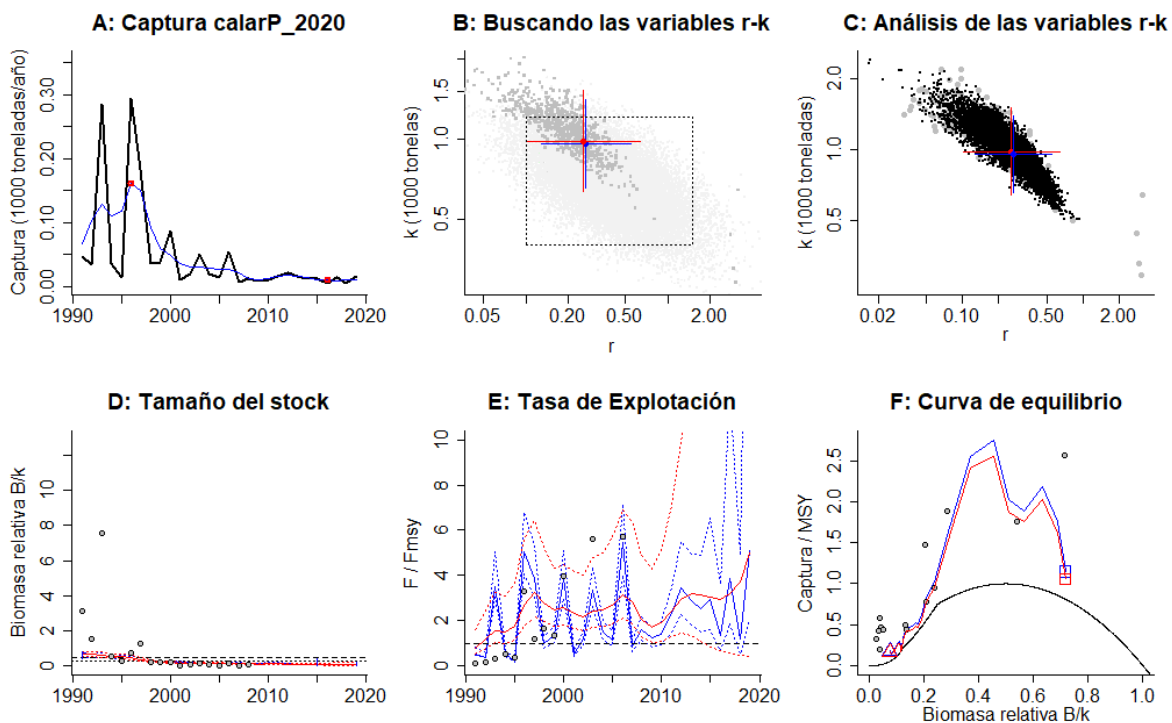 A: Captura calarP_2020
Captura (1000 toneladas/año)
0.00 0.10 0.20 0.30
1990 2000 2010 2020
B: Buscando las variables r-k
k (1000 tonelas)
0.5 1.0 1.5
0.05 0.20 0.50 2.00
r
C: Análisis de las variables r-k
k (1000 toneladas)
0.5 1.0 2.0
0.02 0.10 0.50 2.00
r
D: Tamaño del stock
Biomasa relativa B/k
0 2 4 6 8 10
1990 2000 2010 2020
E: Tasa de Explotación
F / Fmsy
0 2 4 6 8 10
1990 2000 2010 2020
F: Curva de equilibrio
Captura / MSY
0.0 0.5 1.0 1.5 2.0 2.5
0.0 0.2 0.4 0.6 0.8 1.0
Biomasa relativa B/k